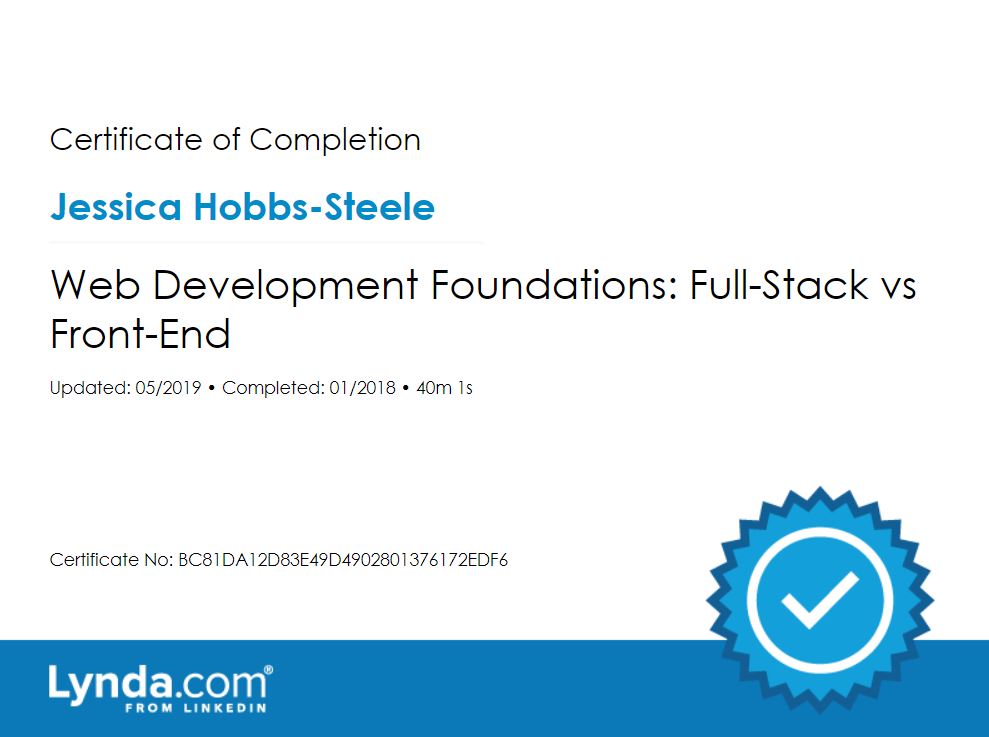 Certificate of Completion
Jessica Hobbs-Steele
Web Development Foundations: Full-Stack vs
Front-End
Updated: 05/2019 • Completed: 01/2018 • 40m 1s
Certificate No: BC81DA12D83E49D4902801376172EDF6
Lynda.com®
FROM LINKEDIN